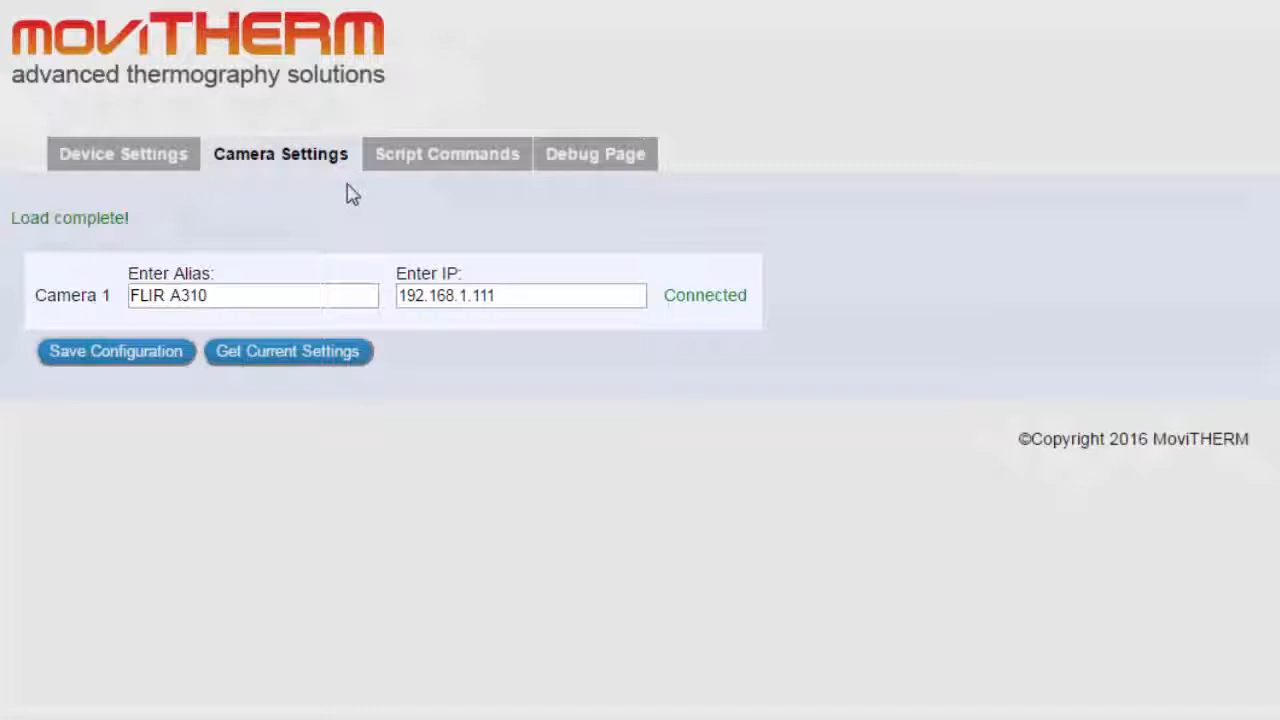 moviTHERM
advanced thermography solutions
Device Settings Camera Settings Script Commands Debug Page
Load complete!
Enter Alias: Enter IP:
Camera 1 FLIR A310 192.168.1.111 Connected
Save Configuration Get Current Settings
©Copyright 2016 MoviTHERM